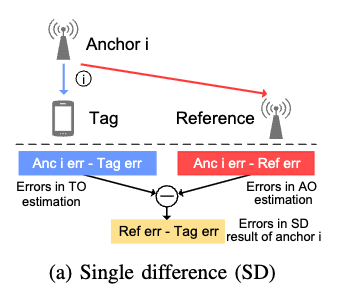 Anchor i
i
Tag
Reference
Anc i err - Tag err
Anc i err - Ref err
Errors in TO
estimation
Errors in AO
estimation
Ref err - Tag err
Errors in SD
result of anchor i
(a) Single difference (SD)